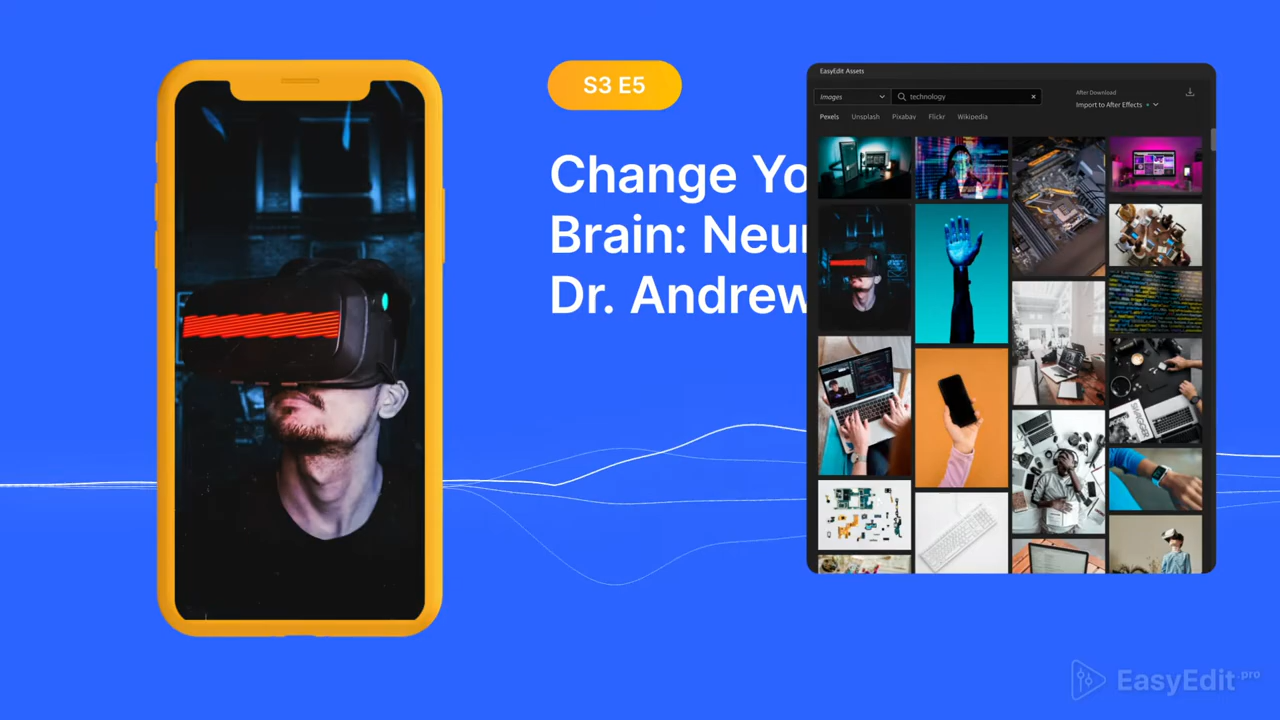 S3 E5
Change Yo
Brain: Neu
Dr. Andrew
EasyEdit Assets
Images
technology
After Download
Import to After Effects
Pexels
Unsplash
Pixabay
Flickr
Wikipedia
EasyEdit.pro